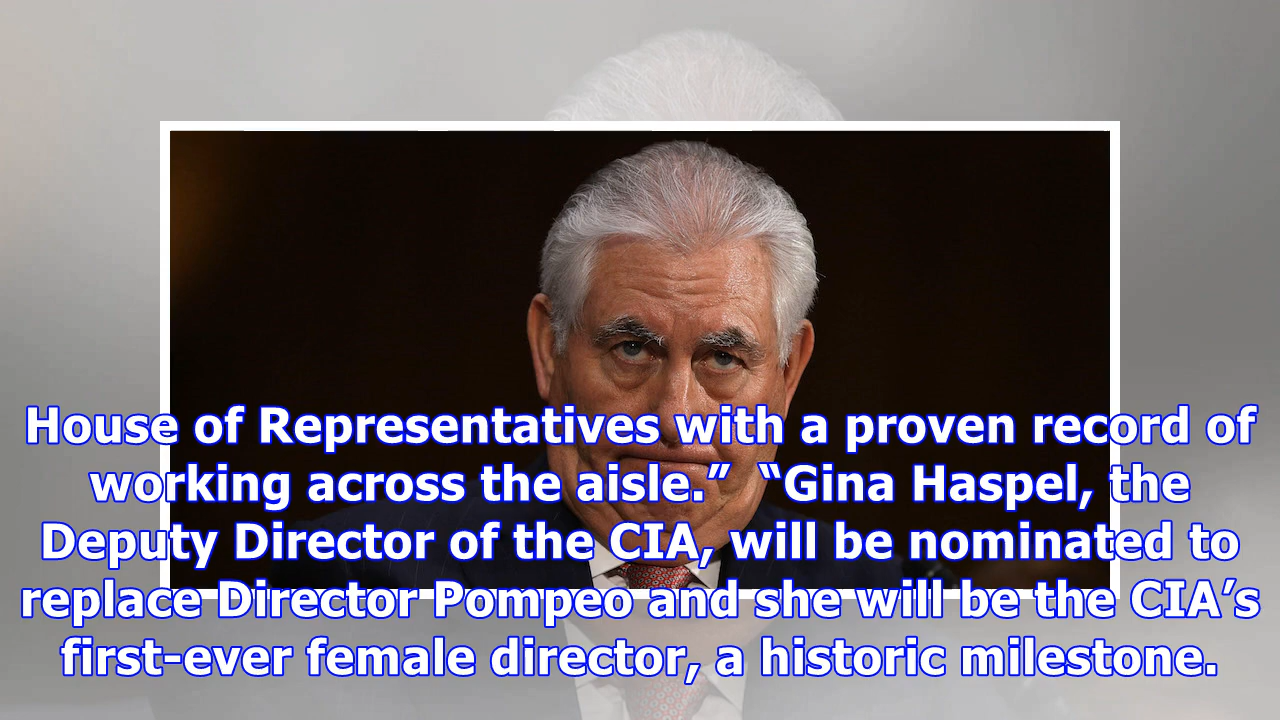 House of Representatives with a proven record of
working across the aisle.”  “Gina Haspel, the
Deputy Director of the CIA, will be nominated to
replace Director Pompeo and she will be the CIA’s
first-ever female director, a historic milestone.